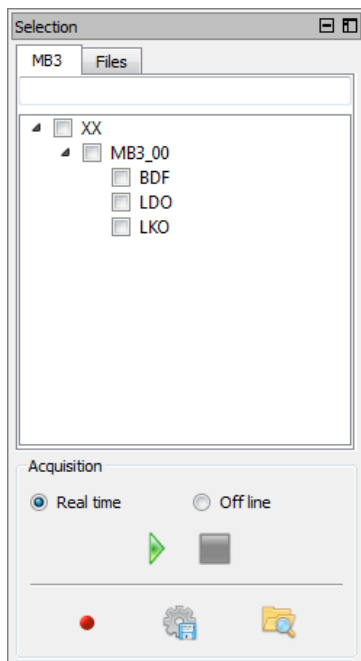 Selection
MB3 Files
XX
MB3_00
BDF
LDO
LKO
Acquisition
Real time Off line